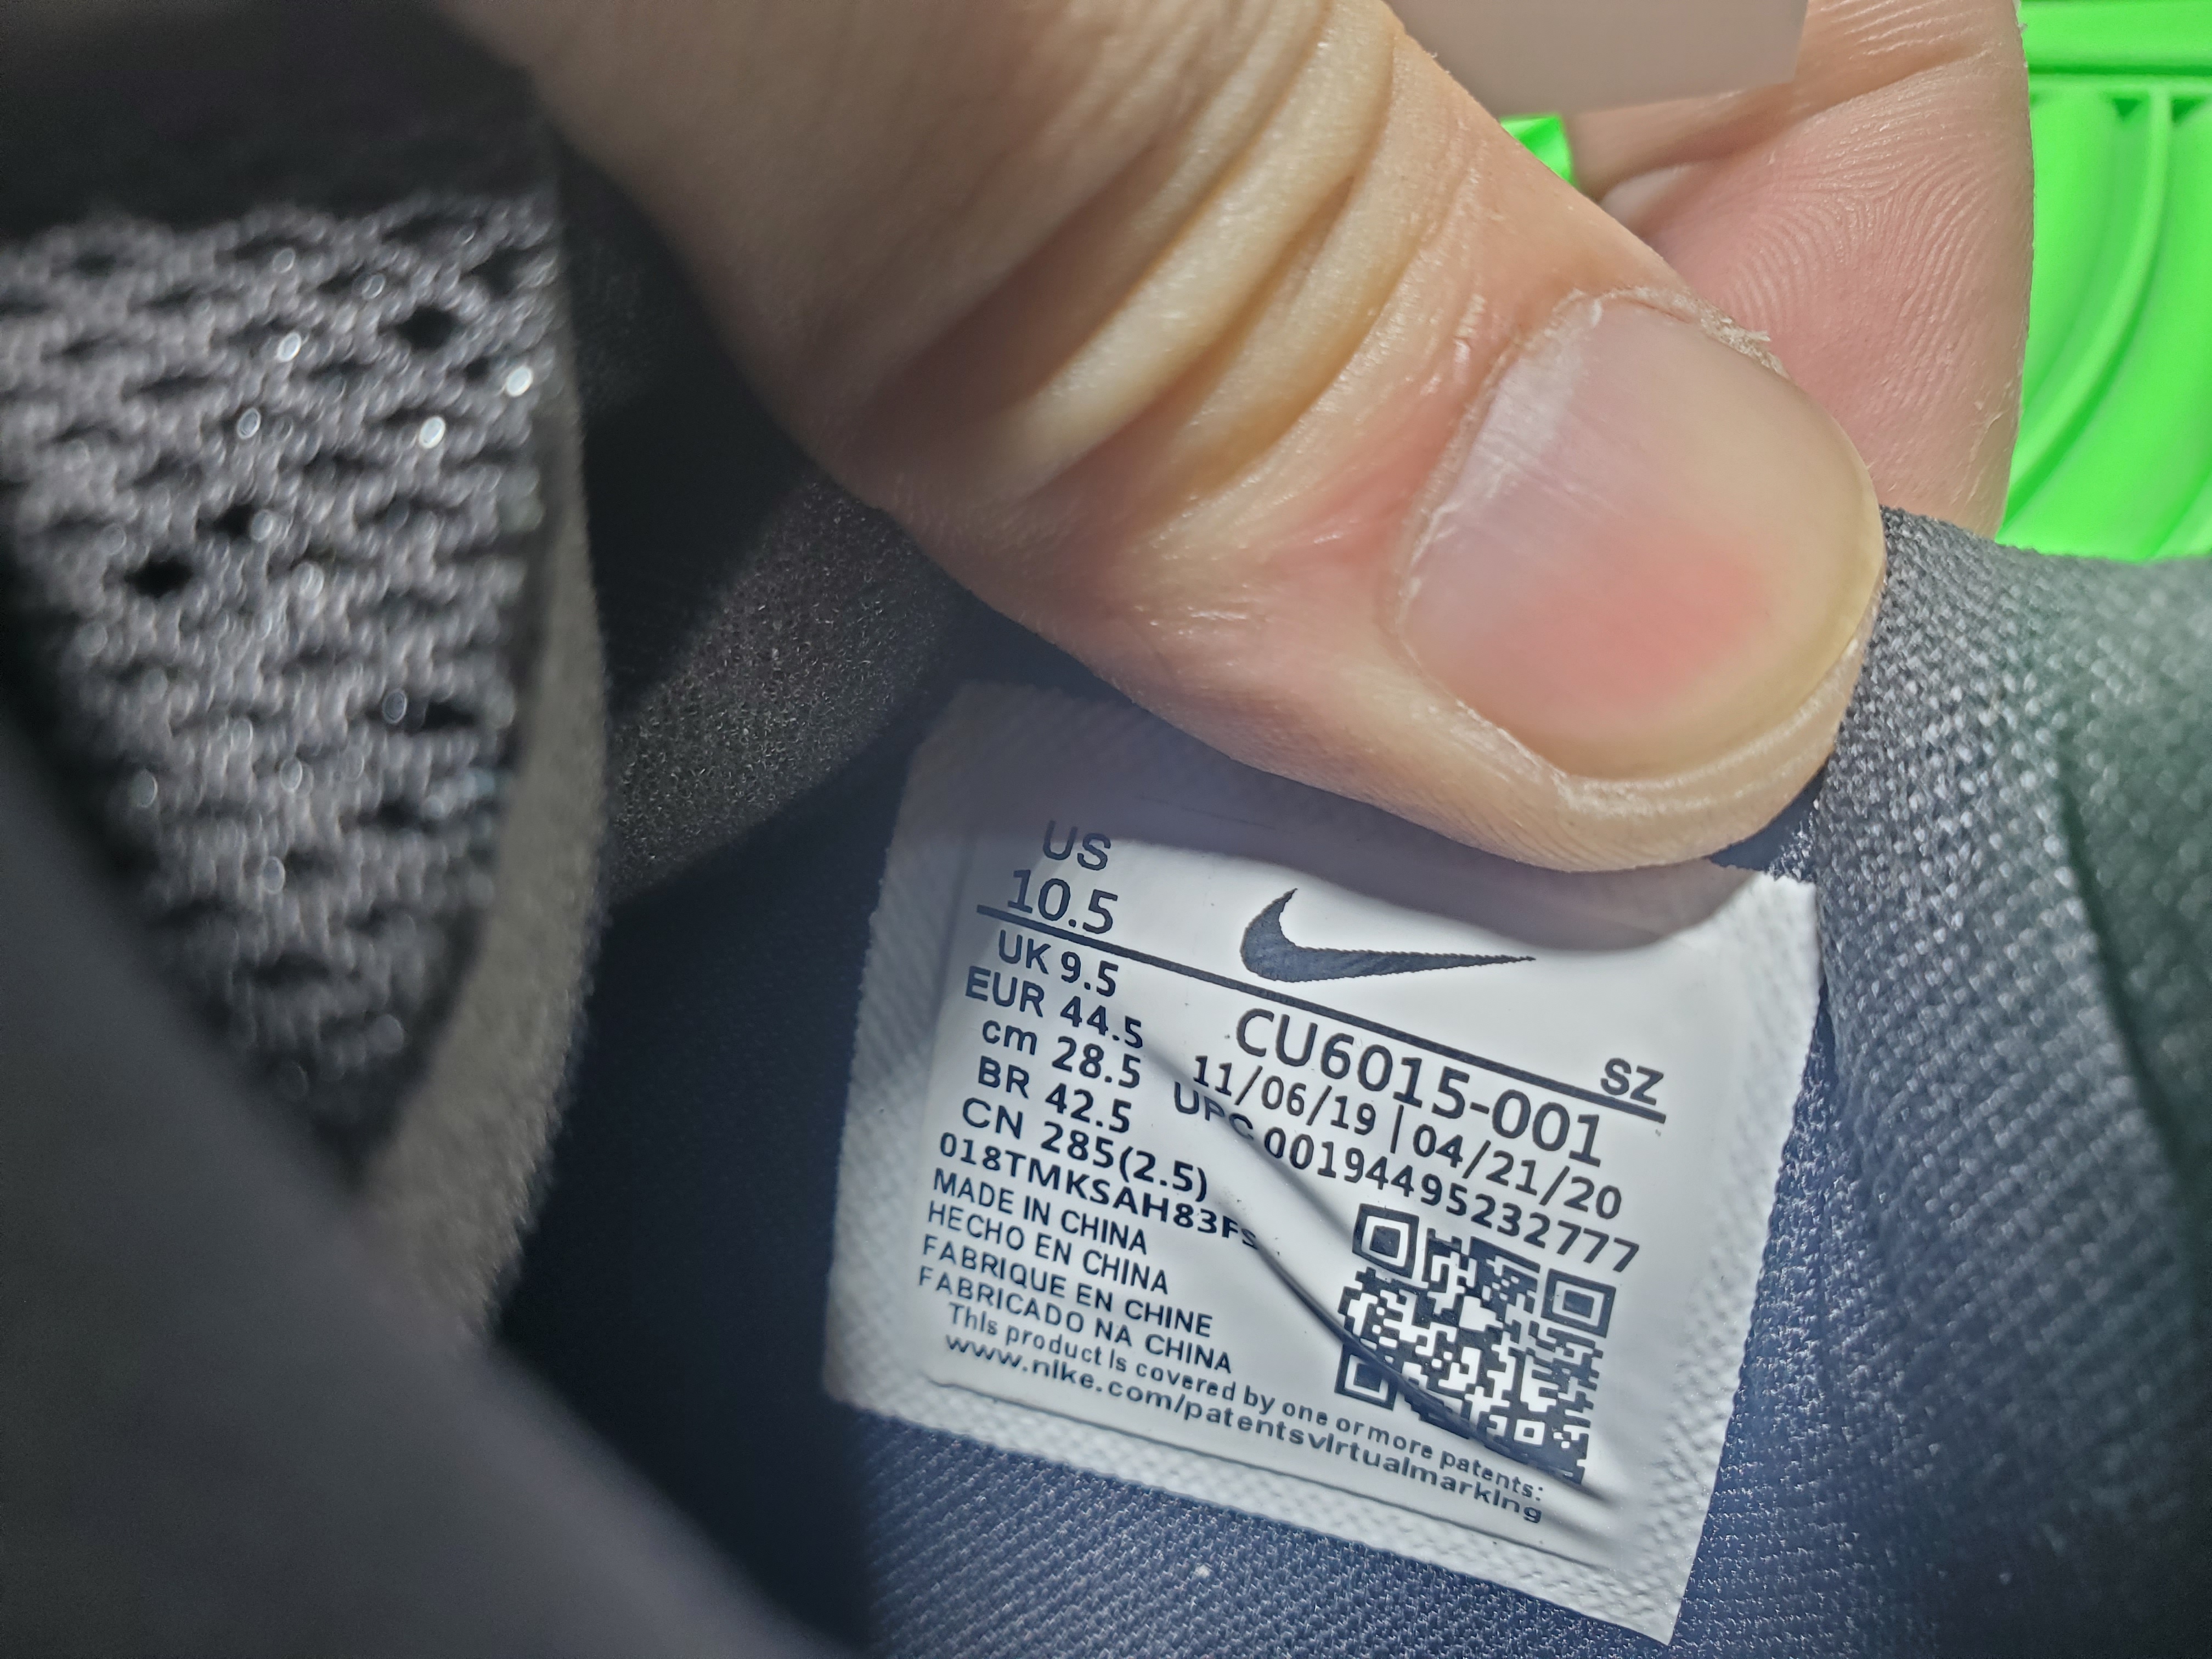 US
10.5
UK 9.5
EUR 44.5
cm 28.5
BR 42.5
CN 285(2.5)
018TMKSAH83FS
MADE IN CHINA
HECHO EN CHINA
FABRIQUE EN CHINE
FABRICADO NA CHINA
This product is covered by one or more patents:
www.nike.com/patentsvirtualmarking
SZ
CU6015-001
11/06/19 | 04/21/20
UPC 00194495232777